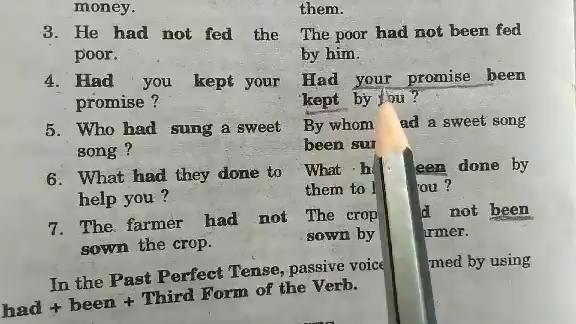 money.
them.
3. He had not fed the
poor.
The poor had not been fed
by him.
4. Had you kept your
promise ?
Had your promise been
kept by you ?
5. Who had sung a sweet
song ?
By whom a sweet song
been
6. What had they done to
help you ?
What done by
them to ?
7. The farmer had not
sown the crop.
The crop not been
sown by
In the Past Perfect Tense, passive voice by using
had + been + Third Form of the Verb.